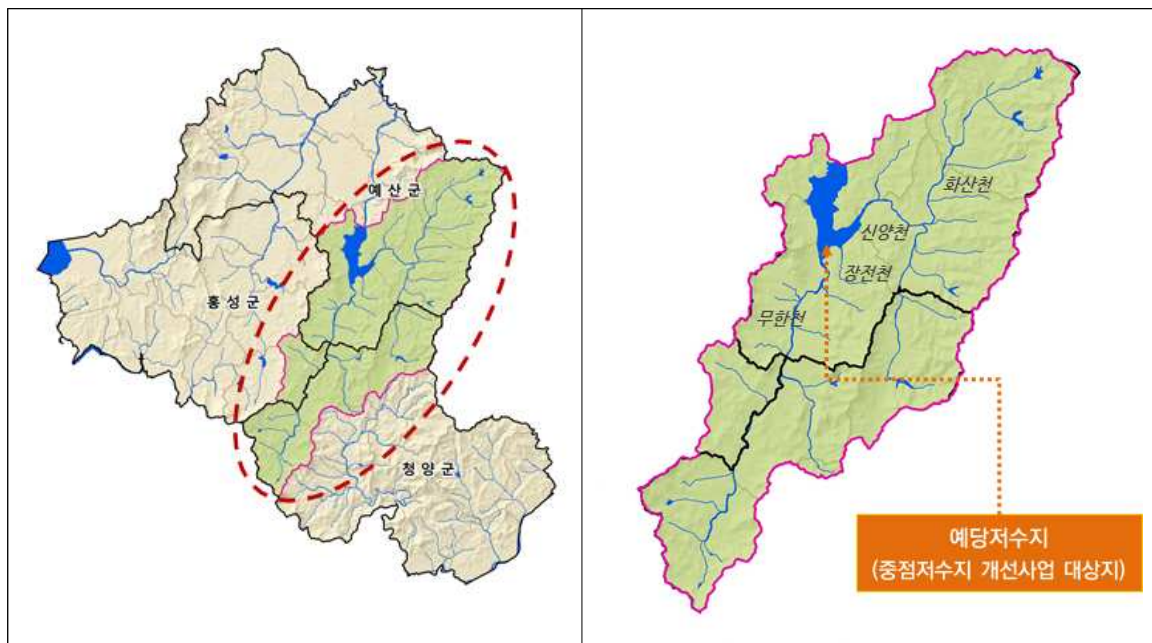 예산군
홍성군
청양군
화산천
신양천
장전천
무한천
예당저수지
(중점저수지 개선사업 대상지)